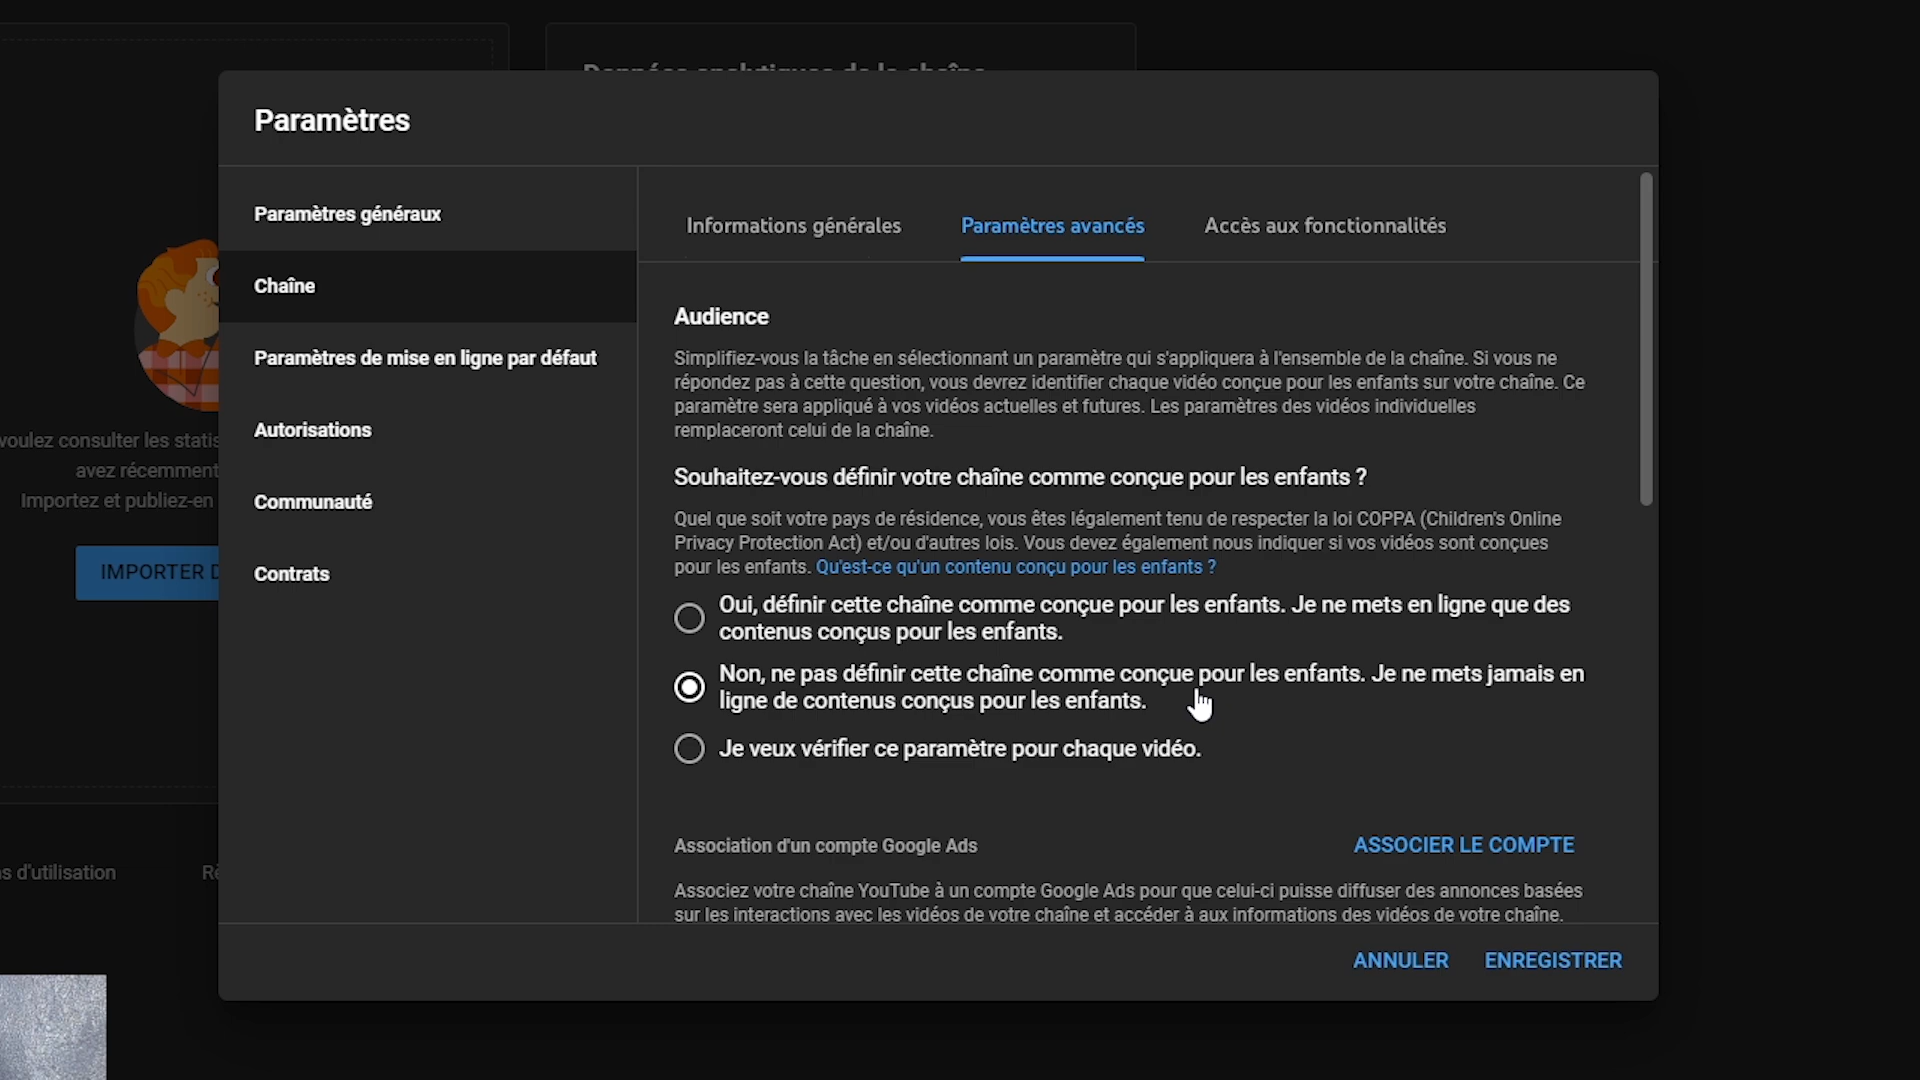 Données analytiques de la chaîne
Paramètres
Paramètres généraux
Chaîne
Paramètres de mise en ligne par défaut
Autorisations
Communauté
Contrats
Informations générales
Paramètres avancés
Accès aux fonctionnalités
Audience
Simplifiez-vous la tâche en sélectionnant un paramètre qui s'appliquera à l'ensemble de la chaîne. Si vous ne
répondez pas à cette question, vous devrez identifier chaque vidéo conçue pour les enfants sur votre chaîne. Ce
paramètre sera appliqué à vos vidéos actuelles et futures. Les paramètres des vidéos individuelles
remplaceront celui de la chaîne.
Souhaitez-vous définir votre chaîne comme conçue pour les enfants ?
Quel que soit votre pays de résidence, vous êtes légalement tenu de respecter la loi COPPA (Children's Online
Privacy Protection Act) et/ou d'autres lois. Vous devez également nous indiquer si vos vidéos sont conçues
pour les enfants. Qu'est-ce qu'un contenu conçu pour les enfants ?
Oui, définir cette chaîne comme conçue pour les enfants. Je ne mets en ligne que des
contenus conçus pour les enfants.
Non, ne pas définir cette chaîne comme conçue pour les enfants. Je ne mets jamais en
ligne de contenus conçus pour les enfants.
Je veux vérifier ce paramètre pour chaque vidéo.
Association d'un compte Google Ads
ASSOCIER LE COMPTE
Associez votre chaîne YouTube à un compte Google Ads pour que celui-ci puisse diffuser des annonces basées
sur les interactions avec les vidéos de votre chaîne et accéder à aux informations des vidéos de votre chaîne.
ANNULER
ENREGISTRER
voulez consulter les statis
avez récemment
Importez et publiez-en
IMPORTER D
s d'utilisation
Rè